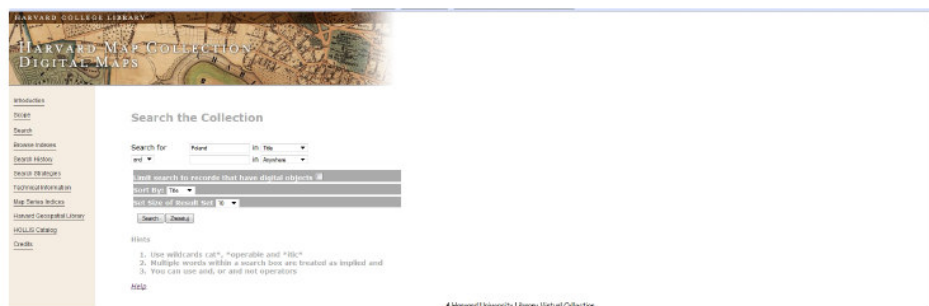 HARVARD COLLEGE LIBRARY
HARVARD MAP COLLECTION
DIGITAL MAPS
Introduction
Scope
Search
Browse Indexes
Search History
Search Strategies
Technical Information
Map Series Indices
Harvard Geospatial Library
HOLLIS Catalog
Credits
Search the Collection
Search for Poland in Title
and in Anywhere
Limit search to records that have digital objects
Sort By: Title
Set Size of Result Set 10
Search
Hints
1. Use wildcards cat*, *operable and *itic*
2. Multiple words within a search box are treated as implied and
3. You can use and, or and not operators
Help
A Harvard University Library Virtual Collection